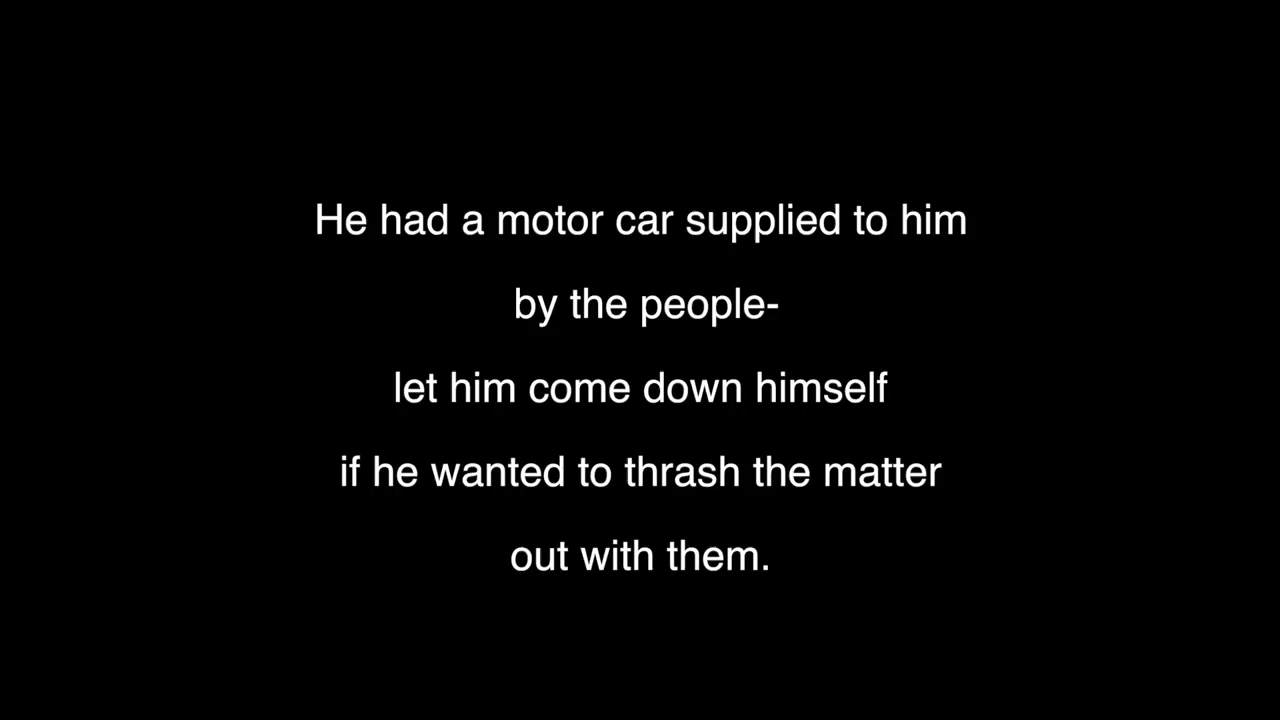 He had a motor car supplied to him
by the people-
let him come down himself
if he wanted to thrash the matter
out with them.